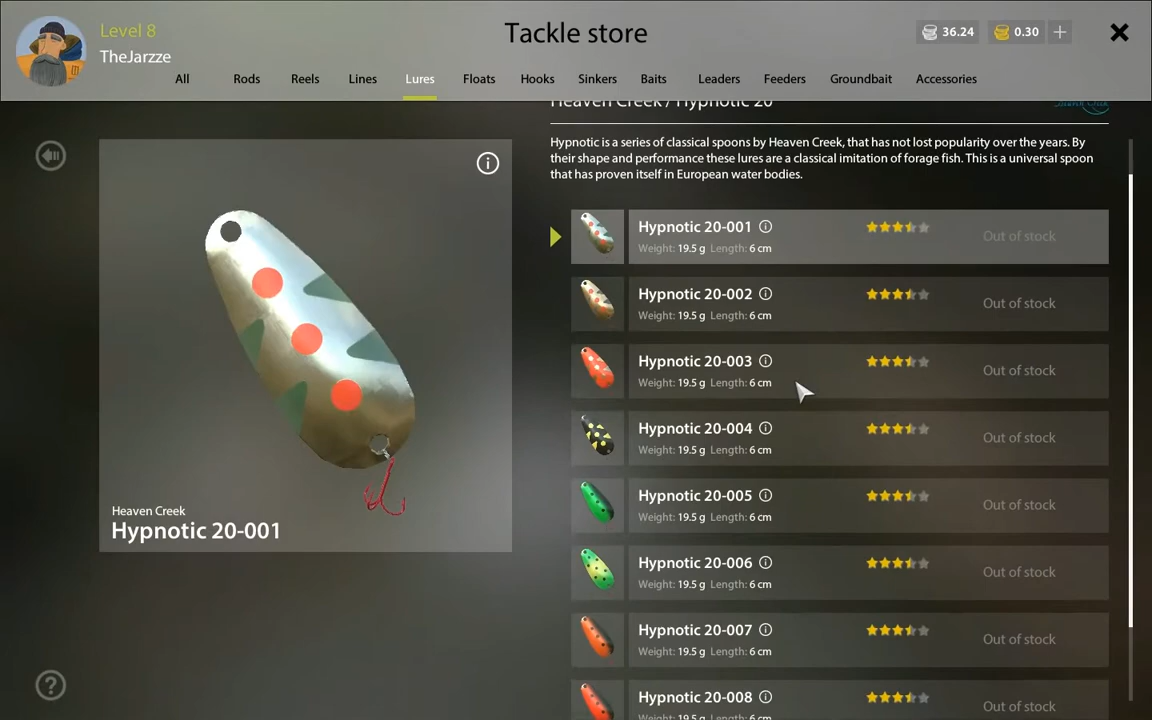 Level 8
TheJarzze
Tackle store
36.24
0.30
All
Rods
Reels
Lines
Lures
Floats
Hooks
Sinkers
Baits
Leaders
Feeders
Groundbait
Accessories
Heaven Creek / Hypnotic 20
Hypnotic is a series of classical spoons by Heaven Creek, that has not lost popularity over the years. By
their shape and performance these lures are a classical imitation of forage fish. This is a universal spoon
that has proven itself in European water bodies.
Heaven Creek
Hypnotic 20-001
Hypnotic 20-001
Weight: 19.5 g Length: 6 cm
Out of stock
Hypnotic 20-002
Weight: 19.5 g Length: 6 cm
Out of stock
Hypnotic 20-003
Weight: 19.5 g Length: 6 cm
Out of stock
Hypnotic 20-004
Weight: 19.5 g Length: 6 cm
Out of stock
Hypnotic 20-005
Weight: 19.5 g Length: 6 cm
Out of stock
Hypnotic 20-006
Weight: 19.5 g Length: 6 cm
Out of stock
Hypnotic 20-007
Weight: 19.5 g Length: 6 cm
Out of stock
Hypnotic 20-008
Weight: 19.5 g Length: 6 cm
Out of stock